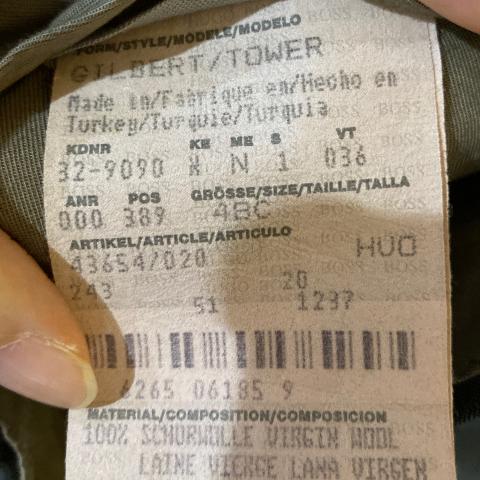 FORM/STYLE/MODELE/MODELO
GILBERT/TOWER
Made in/Fabrique en/Hecho en
Turkey/Turquie/Turquia
KDNR KE ME S VT
32-9090 N 1 036
ANR POS GRÖSSE/SIZE/TAILLE/TALLA
000 389 48C
ARTIKEL/ARTICLE/ARTICULO
43654/020 HUO
243 20
51 1237
6265 06185 9
MATERIAL/COMPOSITION/COMPOSICION
100% SCHURWOLLE VIRGIN WOOL
LAINE VIERGE LANA VIRGEN